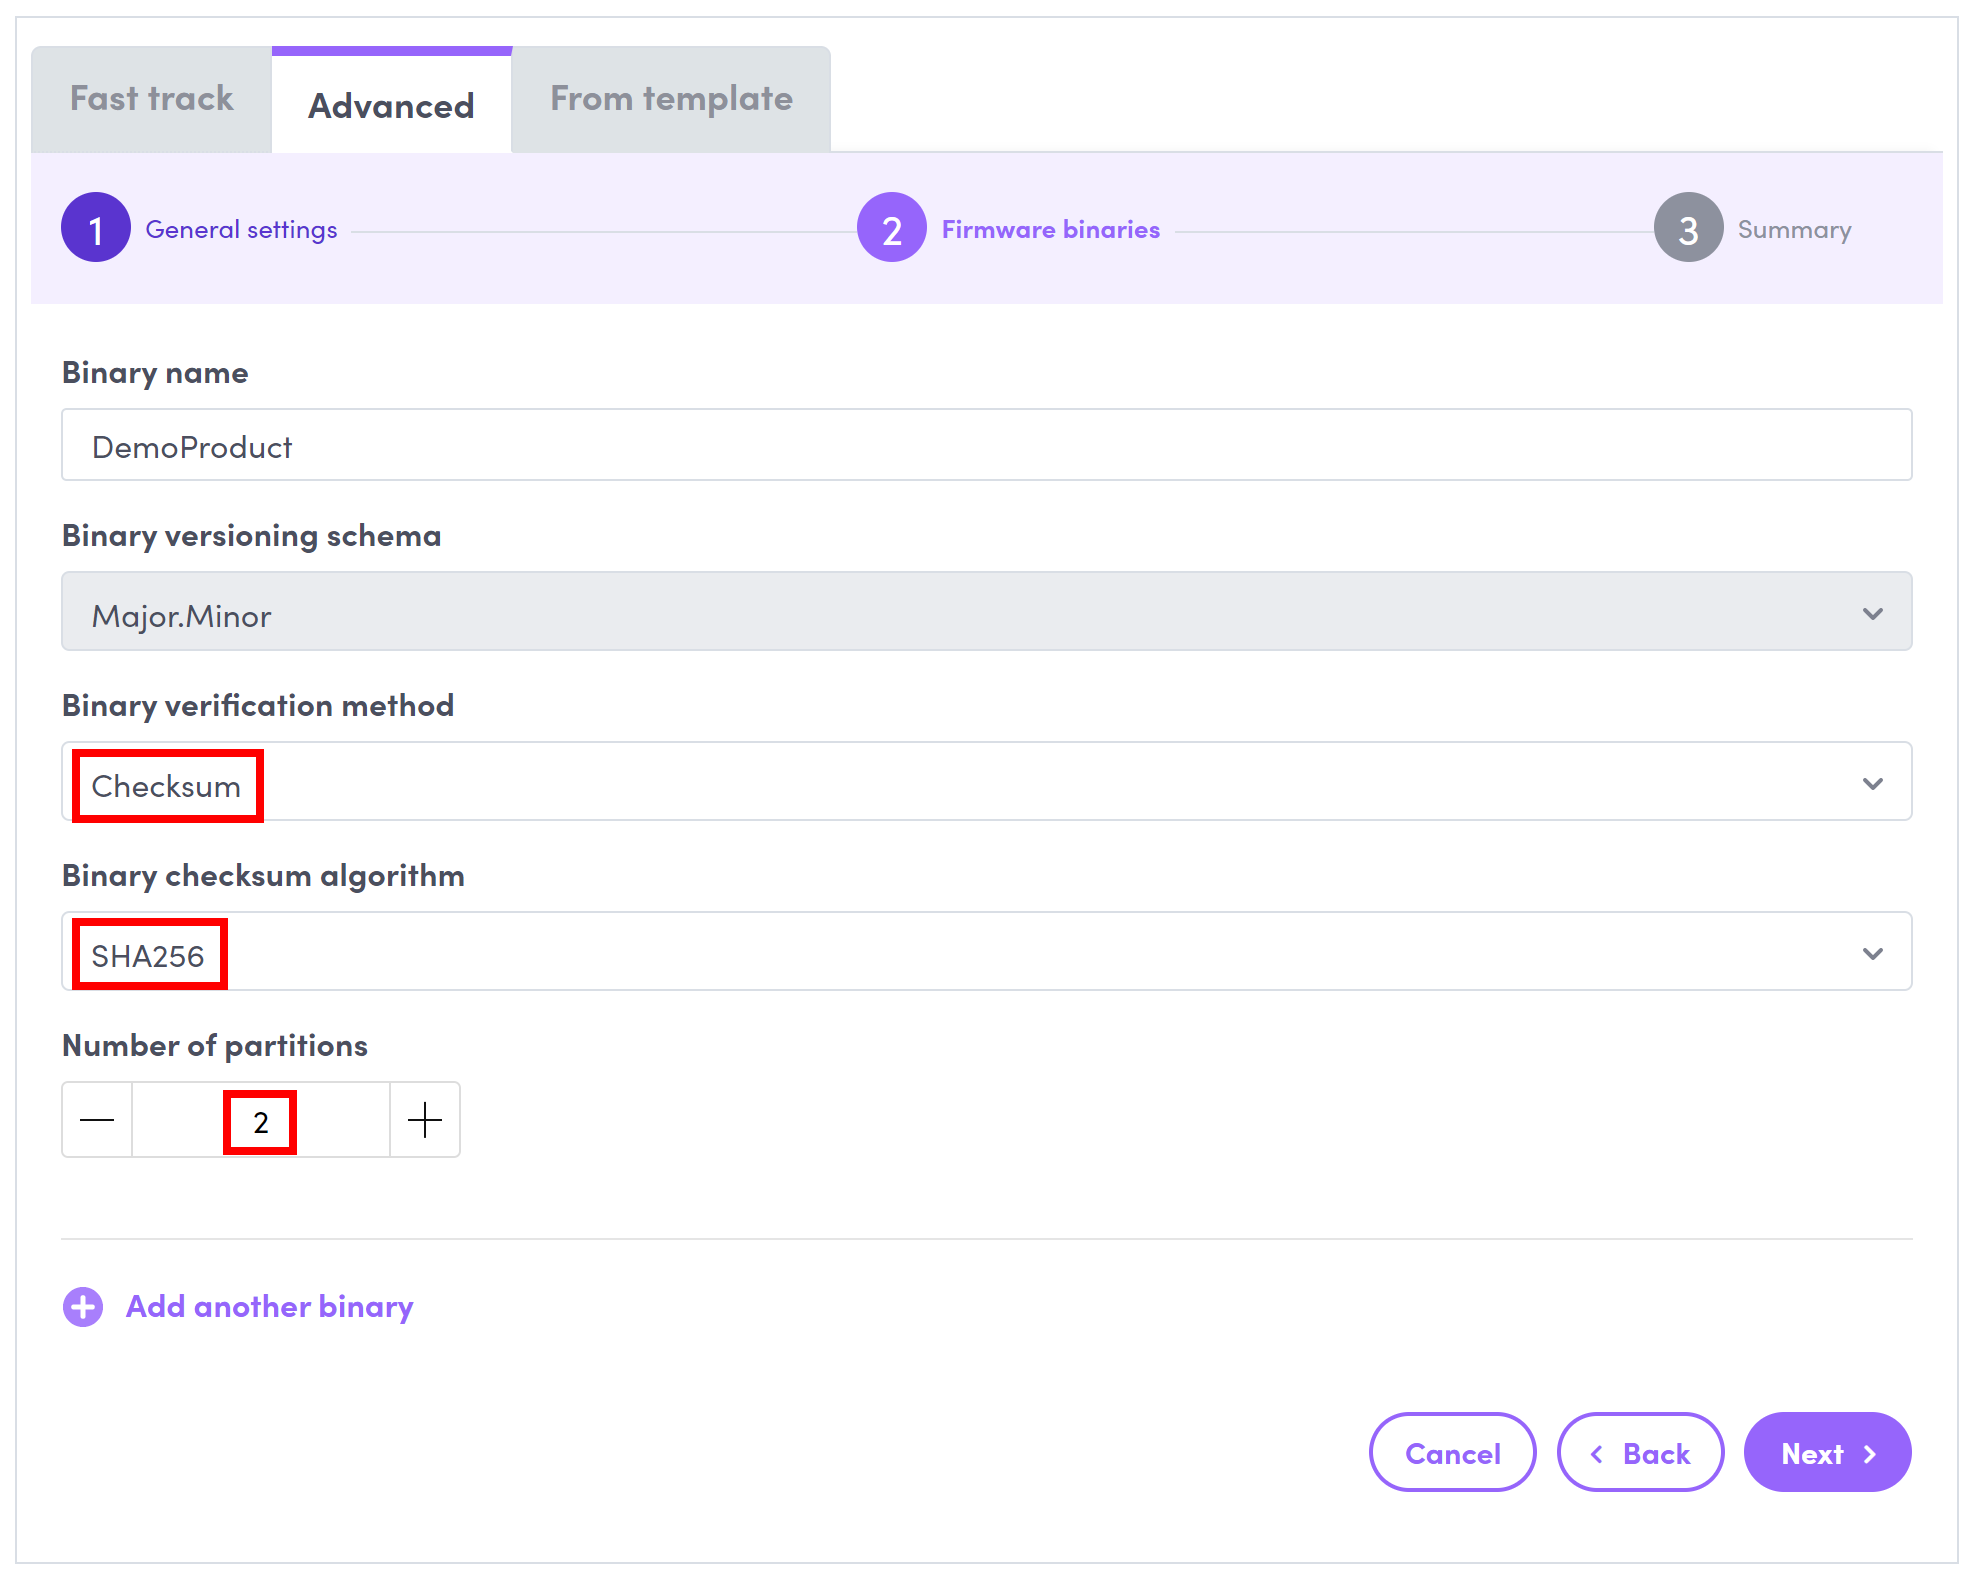 Fast track
Advanced
From template
1 General settings
2 Firmware binaries
3 Summary
Binary name
DemoProduct
Binary versioning schema
Major.Minor
Binary verification method
Checksum
Binary checksum algorithm
SHA256
Number of partitions
2
Add another binary
Cancel
Back
Next